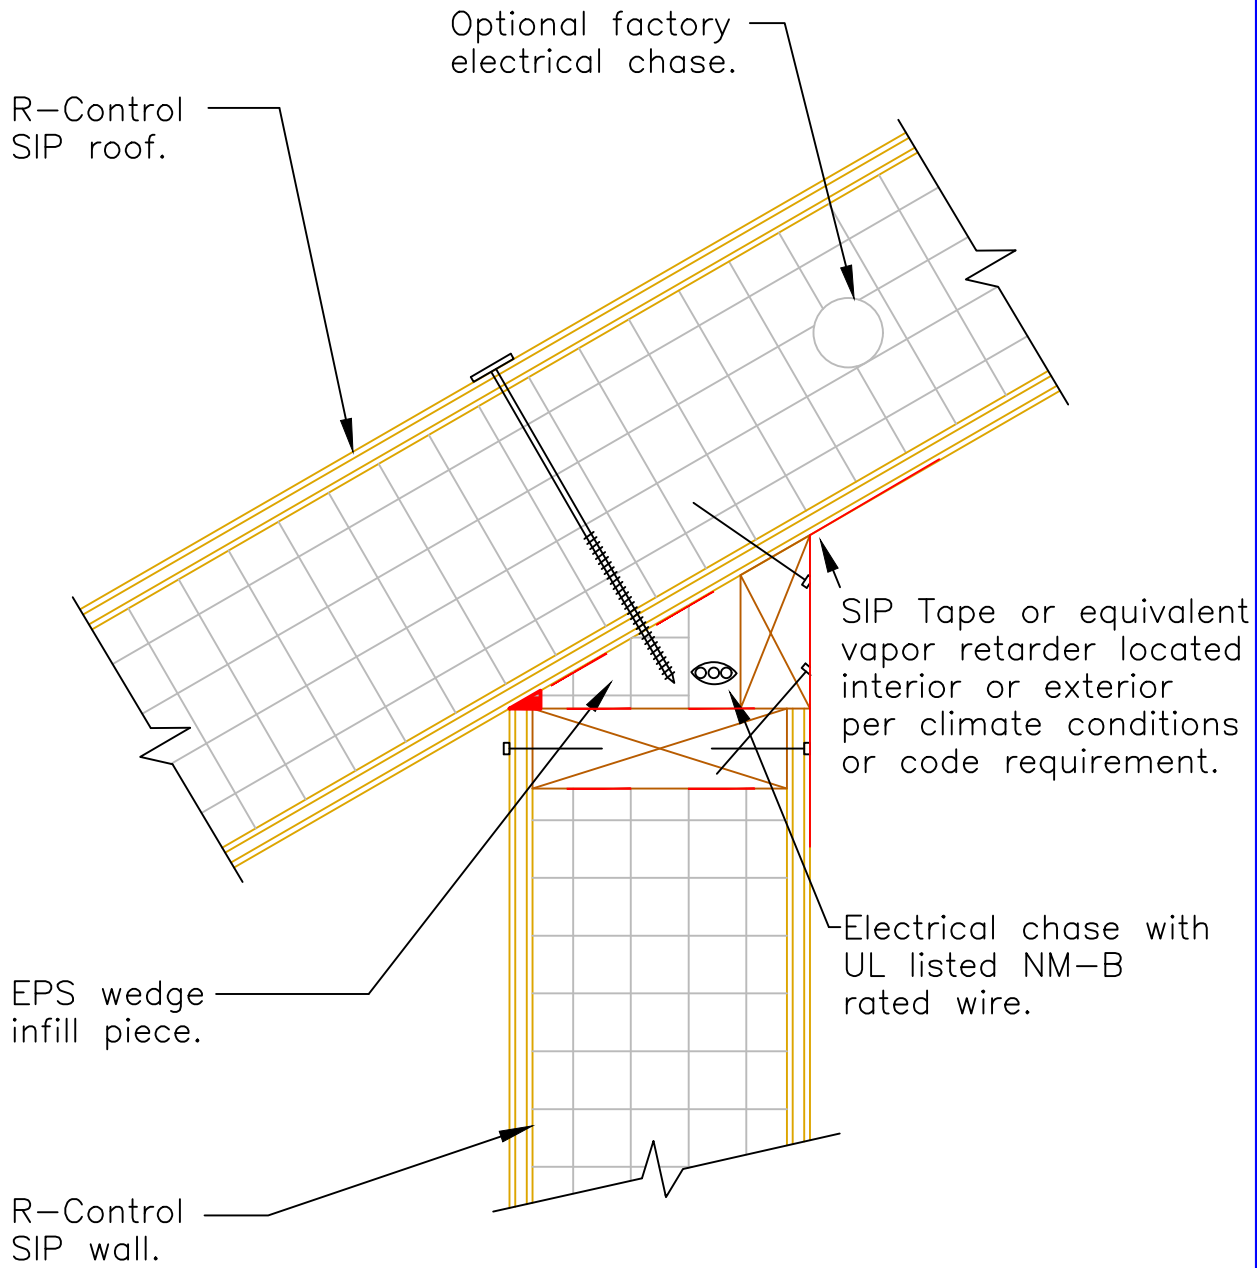 Optional factory
electrical chase.
R-Control
SIP roof.
SIP Tape or equivalent
vapor retarder located
interior or exterior
per climate conditions
or code requirement.
Electrical chase with
UL listed NM-B
rated wire.
EPS wedge
infill piece.
R-Control
SIP wall.